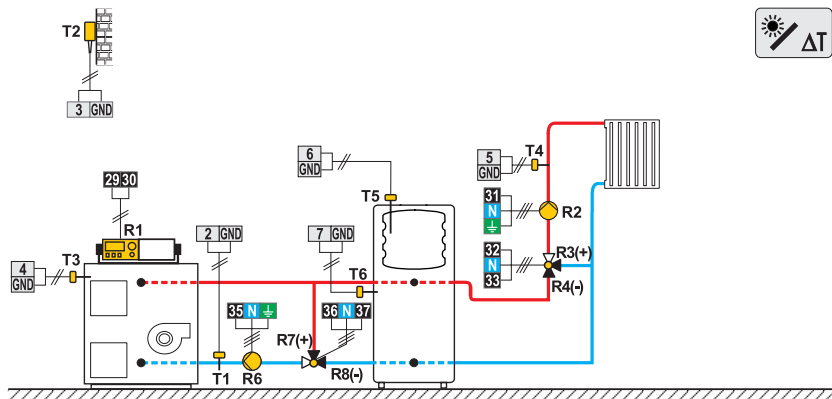 T2
3 GND
ΔT
6
GND
5
GND
T4
29 30
R1
31
N
R2
T5
2 GND
7 GND
32
N
33
R3(+)
R4(-)
4
GND
T3
T6
35 N
36 N 37
R7(+)
T1
R6
R8(-)